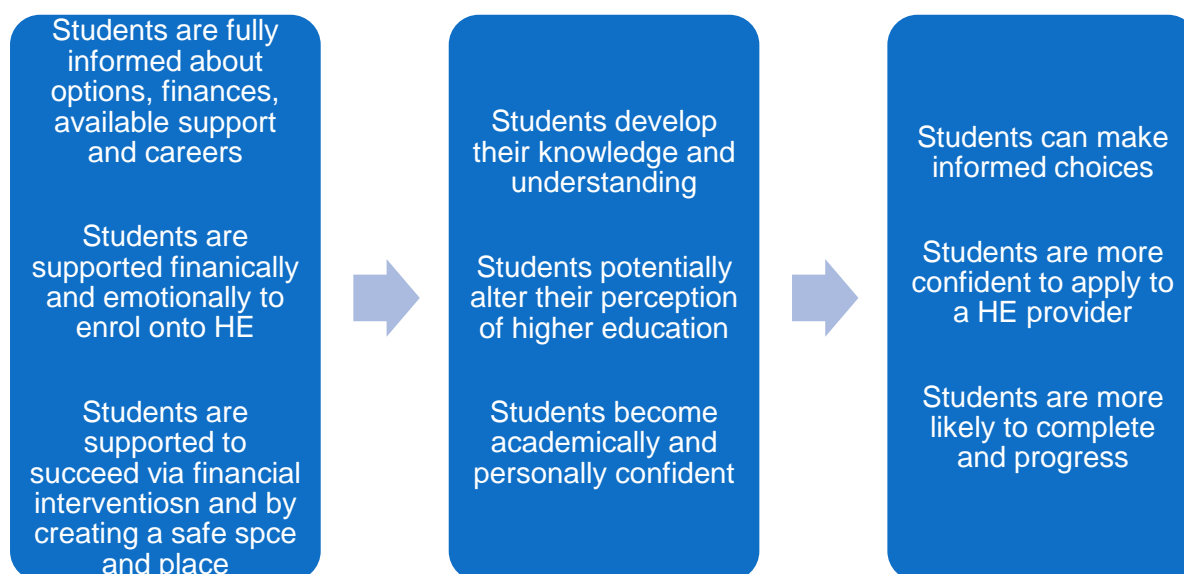 Students are fully
informed about
options, finances,
available support
and careers
Students are
supported finanically
and emotionally to
enrol onto HE
Students are
supported to
succeed via financial
interventiosn and by
creating a safe spce
and place
Students develop
their knowledge and
understanding
Students potentially
alter their perception
of higher education
Students become
academically and
personally confident
Students can make
informed choices
Students are more
confident to apply to
a HE provider
Students are more
likely to complete
and progress